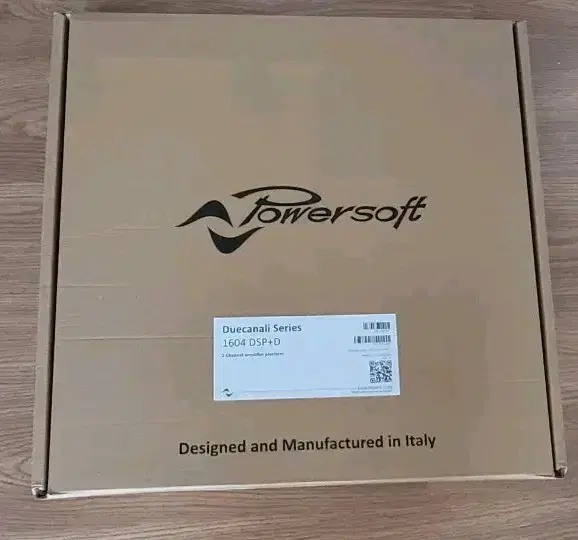 Powersoft
Duecanali Series
1604 DSP+D
2 Channel amplifier platform
Designed and Manufactured in Italy